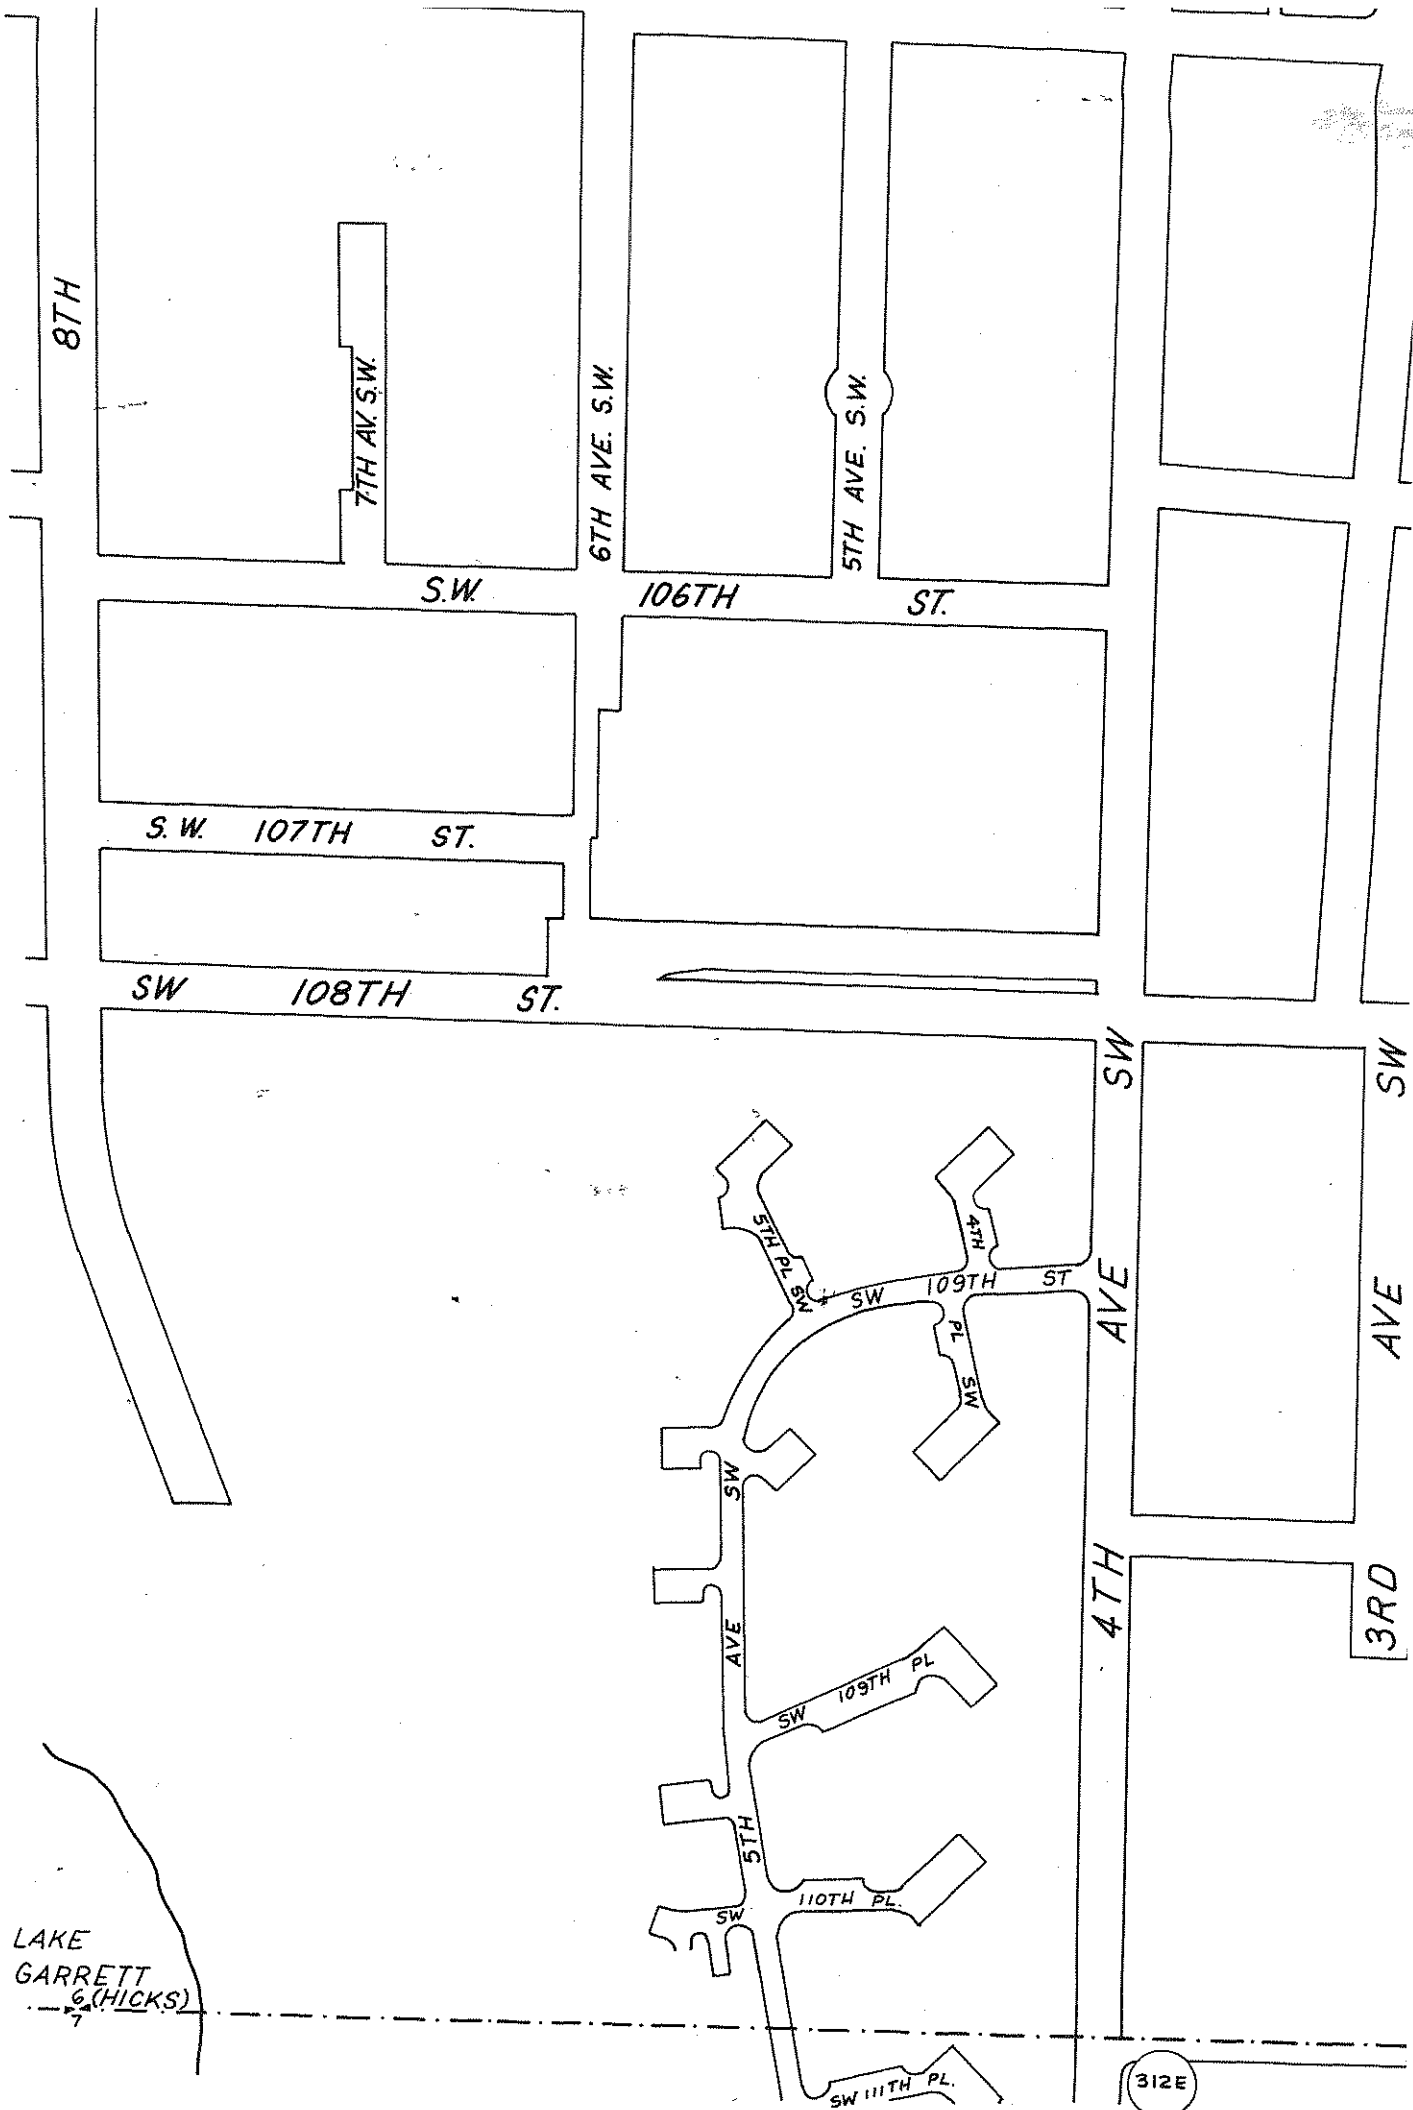 8TH
7TH AV. S.W.
6TH AVE. S.W.
5TH AVE. S.W.
S.W. 106TH ST.
S.W. 107TH ST.
SW 108TH ST.
4TH AVE SW
3RD AVE SW
5TH PL SW
4TH PL SW
SW 109TH ST
5TH AVE SW
SW 109TH PL
SW 110TH PL.
LAKE
GARRETT
(HICKS)
6
7
SW 111TH PL.
312E